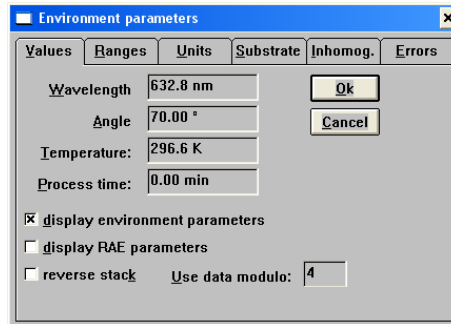 Environment parameters
Values Ranges Units Substrate Inhomog. Errors
Wavelength 632.8 nm Ok
Angle 70.00 ° Cancel
Temperature: 296.6 K
Process time: 0.00 min
display environment parameters
display RAE parameters
reverse stack Use data modulo: 4